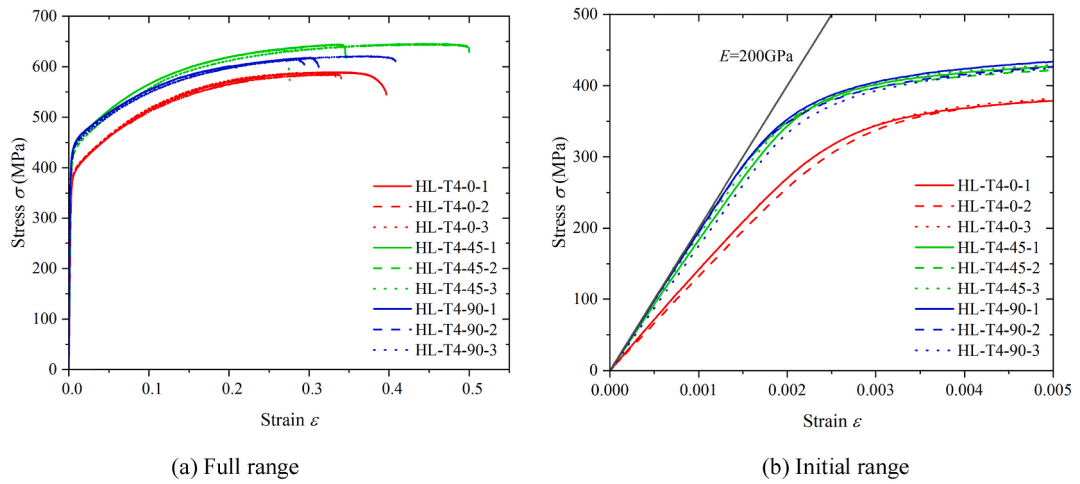 700
600
500
400
300
200
100
0
Stress σ (MPa)
0.0
0.1
0.2
0.3
0.4
0.5
Strain ε
HL-T4-0-1
HL-T4-0-2
HL-T4-0-3
HL-T4-45-1
HL-T4-45-2
HL-T4-45-3
HL-T4-90-1
HL-T4-90-2
HL-T4-90-3
(a) Full range
500
400
300
200
100
0
Stress σ (MPa)
0.000
0.001
0.002
0.003
0.004
0.005
Strain ε
E=200GPa
HL-T4-0-1
HL-T4-0-2
HL-T4-0-3
HL-T4-45-1
HL-T4-45-2
HL-T4-45-3
HL-T4-90-1
HL-T4-90-2
HL-T4-90-3
(b) Initial range